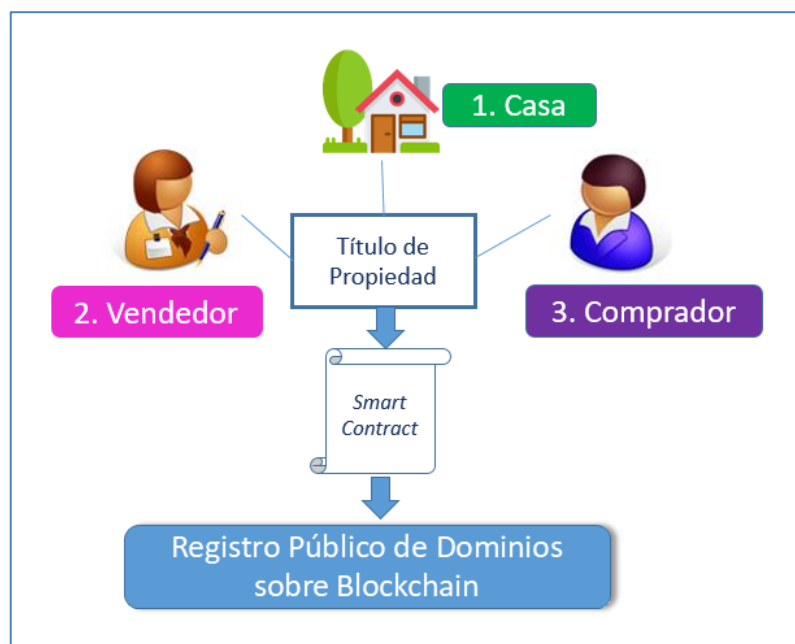 1. Casa
Título de
Propiedad
2. Vendedor
3. Comprador
Smart
Contract
Registro Público de Dominios
sobre Blockchain